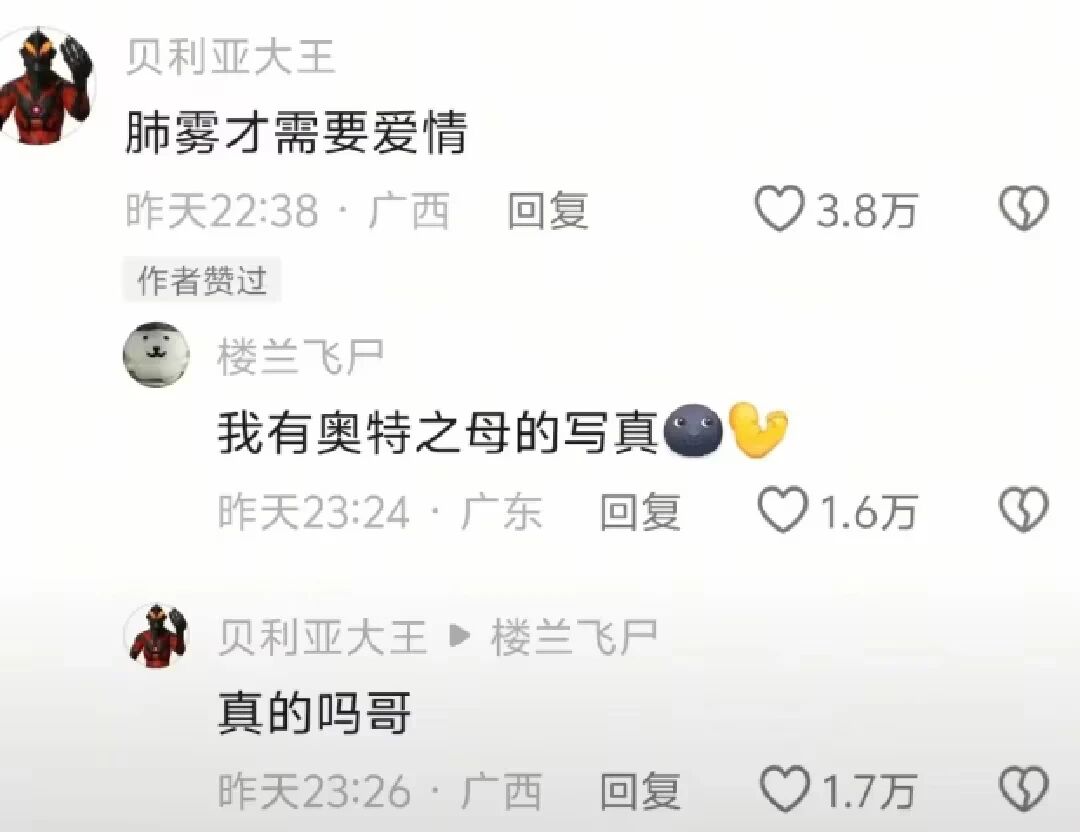 贝利亚大王
肺雾才需要爱情
昨天22:38 · 广西 回复 3.8万
作者赞过
楼兰飞尸
我有奥特之母的写真🌚💪
昨天23:24 · 广东 回复 1.6万
贝利亚大王 ▶ 楼兰飞尸
真的吗哥
昨天23:26 · 广西 回复 1.7万